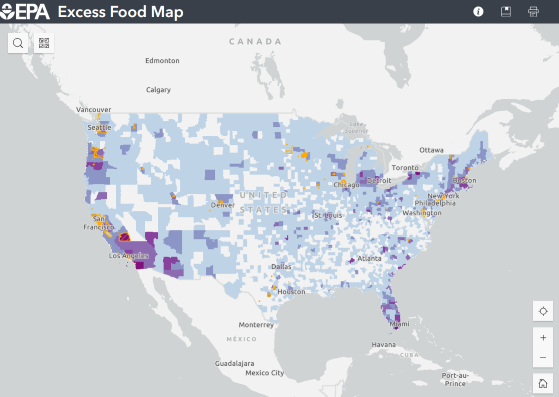 EPA Excess Food Map
CANADA
Edmonton
Calgary
Vancouver
Seattle
Ottawa
Toronto
Detroit
Boston
Chicago
New York
Philadelphia
Washington
Denver
UNITED
STATES
St. Louis
San
Francisco
Los Angeles
Atlanta
Dallas
Houston
Miami
Monterrey
MÉXICO
Havana
CUBA
Guadalajara
Mexico City
Port-au-
Prince
+
−